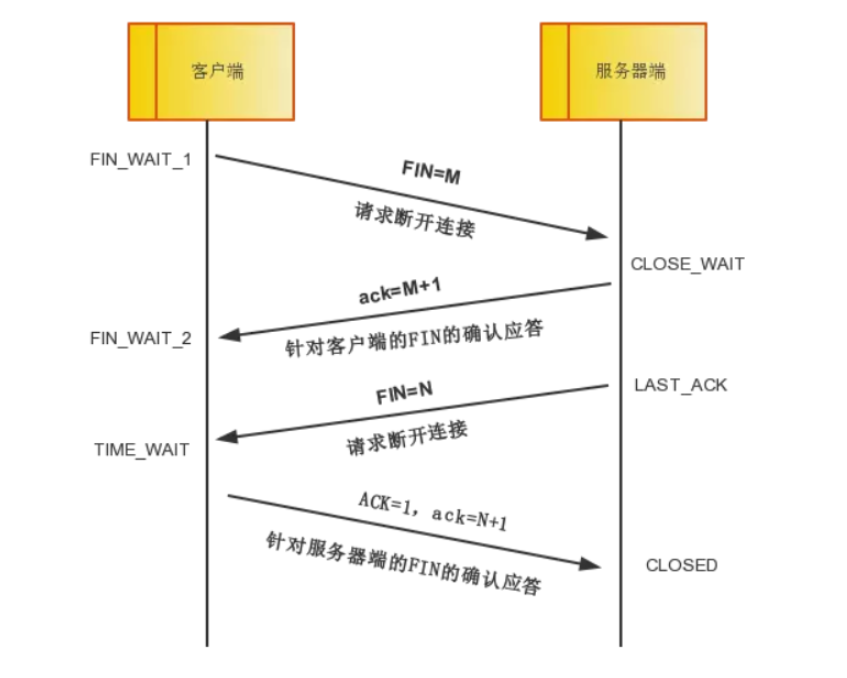 客户端
服务器端
FIN_WAIT_1
FIN=M
请求断开连接
CLOSE_WAIT
ack=M+1
FIN_WAIT_2
针对客户端的FIN的确认应答
FIN=N
LAST_ACK
请求断开连接
TIME_WAIT
ACK=1, ack=N+1
针对服务器端的FIN的确认应答
CLOSED